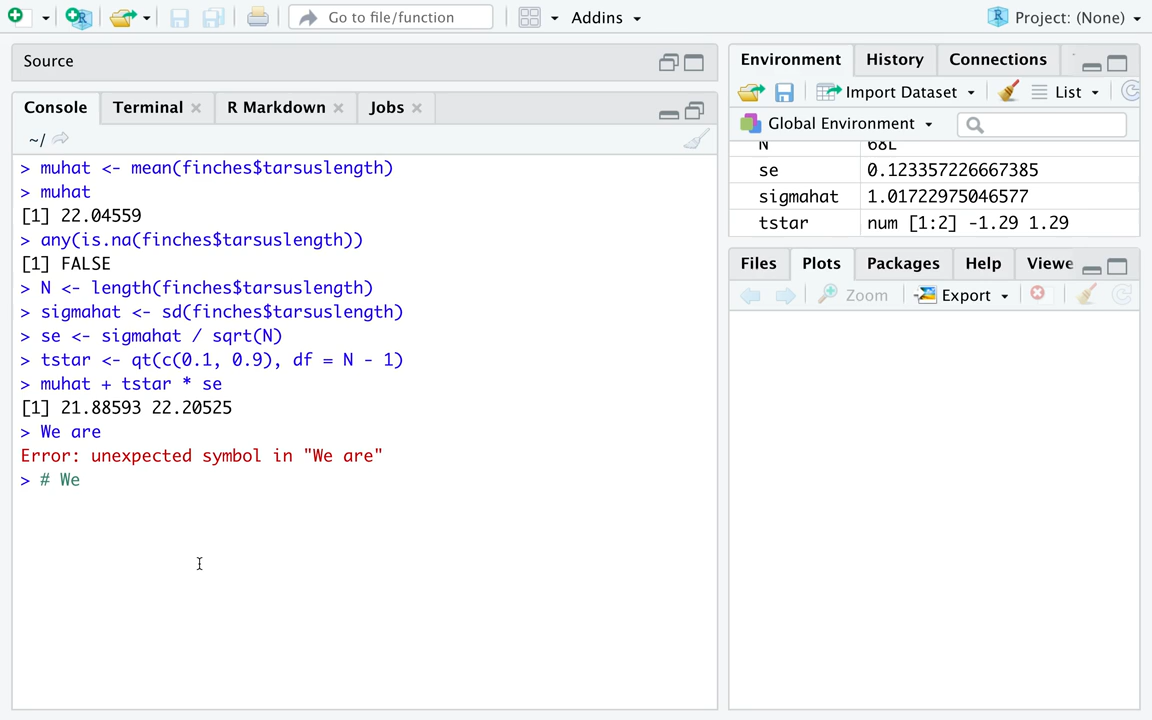 Go to file/function
Addins
Project: (None)
Source
Console Terminal R Markdown Jobs
~/
> muhat <- mean(finches$tarsuslength)
> muhat
[1] 22.04559
> any(is.na(finches$tarsuslength))
[1] FALSE
> N <- length(finches$tarsuslength)
> sigmahat <- sd(finches$tarsuslength)
> se <- sigmahat / sqrt(N)
> tstar <- qt(c(0.1, 0.9), df = N - 1)
> muhat + tstar * se
[1] 21.88593 22.20525
> We are
Error: unexpected symbol in "We are"
> # We
Environment History Connections
Import Dataset List
Global Environment
N 68L
se 0.123357226667385
sigmahat 1.01722975046577
tstar num [1:2] -1.29 1.29
Files Plots Packages Help Viewe
Zoom Export